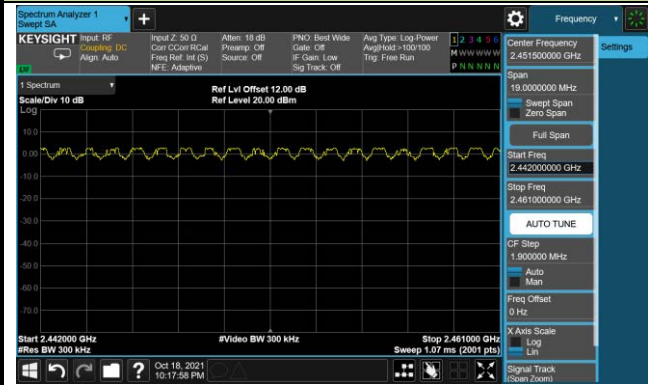 Spectrum Analyzer 1
Swept SA
+
Frequency
KEYSIGHT
Input: RF
Coupling: DC
Align: Auto
Input Z: 50 Ω
Corr CCorr RCal
Freq Ref: Int (S)
NFE: Adaptive
Atten: 18 dB
Preamp: Off
Source: Off
PNO: Best Wide
Gate: Off
IF Gain: Low
Sig Track: Off
Avg Type: Log-Power
Avg|Hold:>100/100
Trig: Free Run
1 2 3 4 5 6
M W W W W W
P N N N N N
1 Spectrum
Scale/Div 10 dB
Ref Lvl Offset 12.00 dB
Ref Level 20.00 dBm
Log
10.0
0.00
-10.0
-20.0
-30.0
-40.0
-50.0
-60.0
-70.0
Start 2.442000 GHz
#Res BW 300 kHz
#Video BW 300 kHz
Stop 2.461000 GHz
Sweep 1.07 ms (2001 pts)
Center Frequency
2.451500000 GHz
Settings
Span
19.0000000 MHz
Swept Span
Zero Span
Full Span
Start Freq
2.442000000 GHz
Stop Freq
2.461000000 GHz
AUTO TUNE
CF Step
1.900000 MHz
Auto
Man
Freq Offset
0 Hz
X Axis Scale
Log
Lin
Signal Track
(Span Zoom)
?
Oct 18, 2021
10:17:58 PM